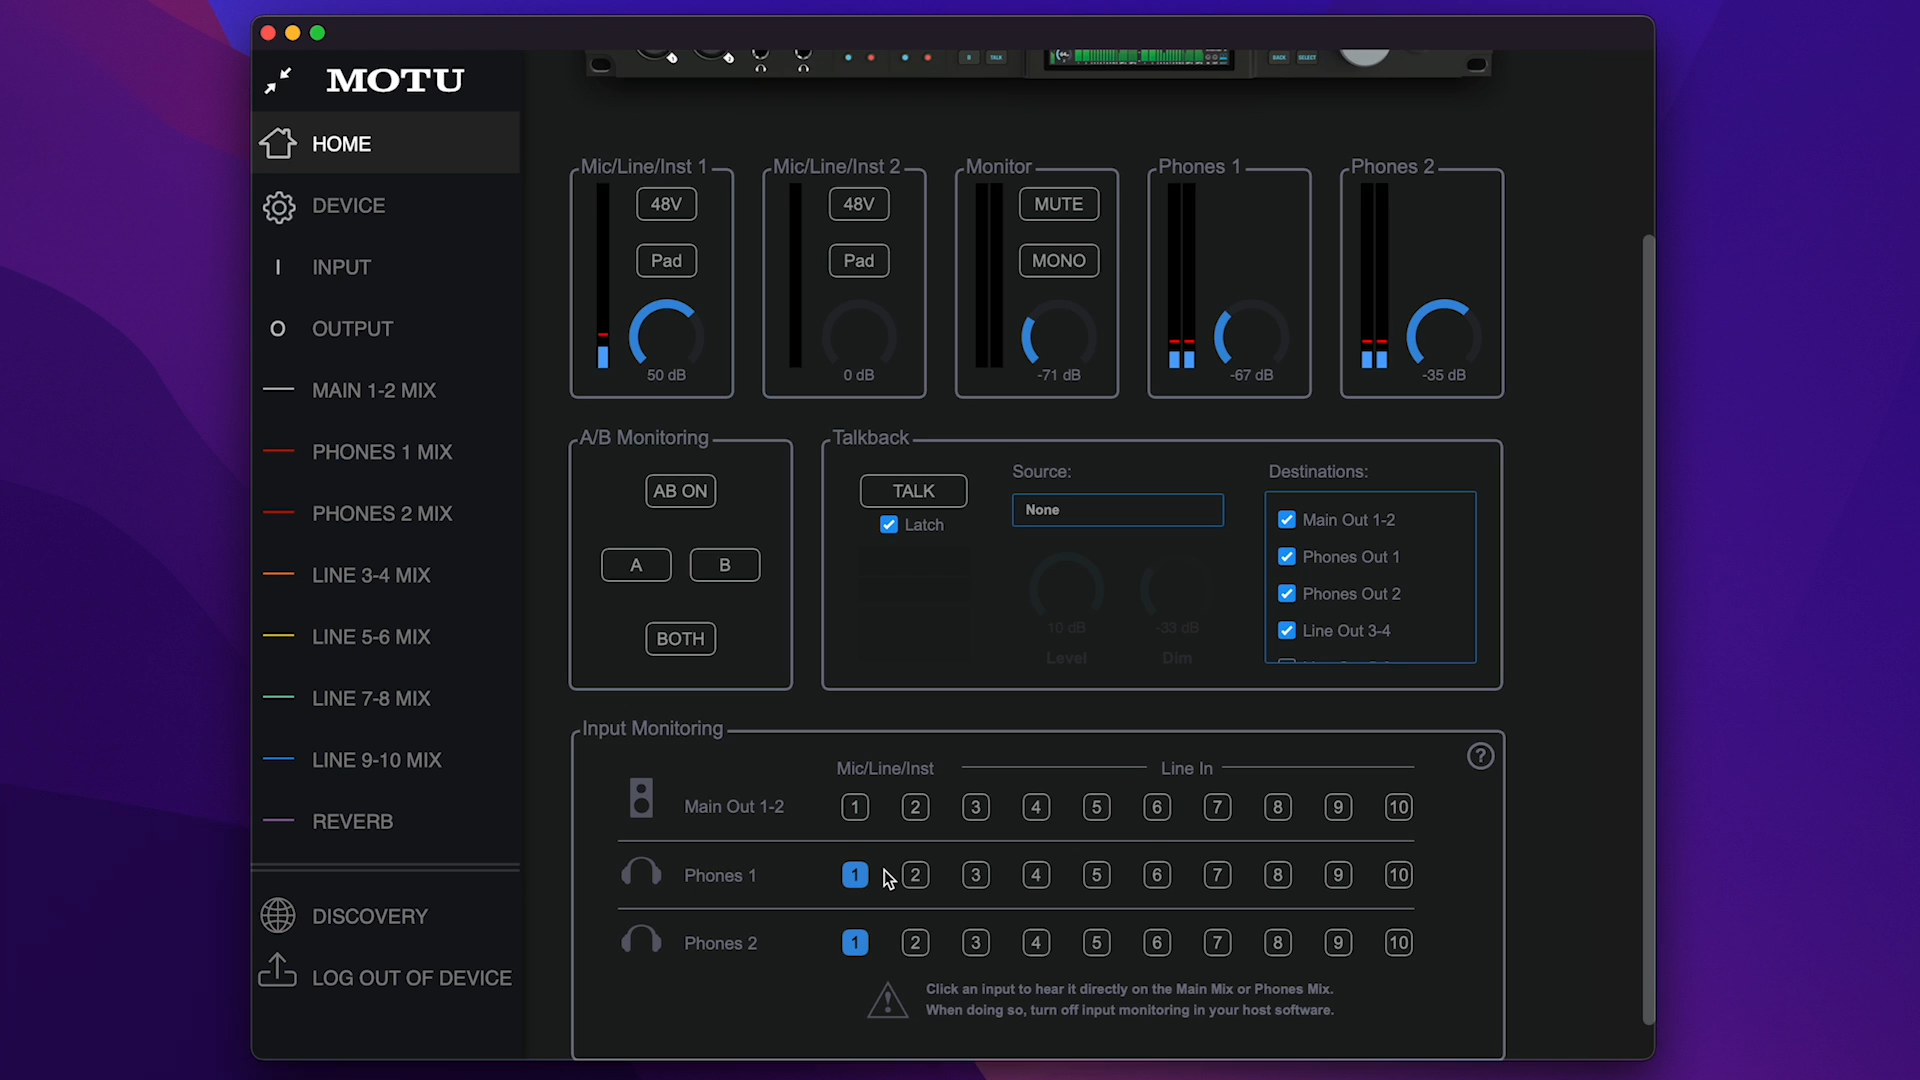 MOTU
HOME
DEVICE
I INPUT
O OUTPUT
MAIN 1-2 MIX
PHONES 1 MIX
PHONES 2 MIX
LINE 3-4 MIX
LINE 5-6 MIX
LINE 7-8 MIX
LINE 9-10 MIX
REVERB
DISCOVERY
LOG OUT OF DEVICE
B TALK BACK SELECT
Mic/Line/Inst 1 Mic/Line/Inst 2 Monitor Phones 1 Phones 2
48V 48V MUTE
Pad Pad MONO
50 dB 0 dB -71 dB -67 dB -35 dB
A/B Monitoring
AB ON
A B
BOTH
Talkback
TALK
Latch
Source:
None
10 dB -33 dB
Level Dim
Destinations:
Main Out 1-2
Phones Out 1
Phones Out 2
Line Out 3-4
Input Monitoring
?
Mic/Line/Inst Line In
Main Out 1-2 1 2 3 4 5 6 7 8 9 10
Phones 1 1 2 3 4 5 6 7 8 9 10
Phones 2 1 2 3 4 5 6 7 8 9 10
Click an input to hear it directly on the Main Mix or Phones Mix.
When doing so, turn off input monitoring in your host software.